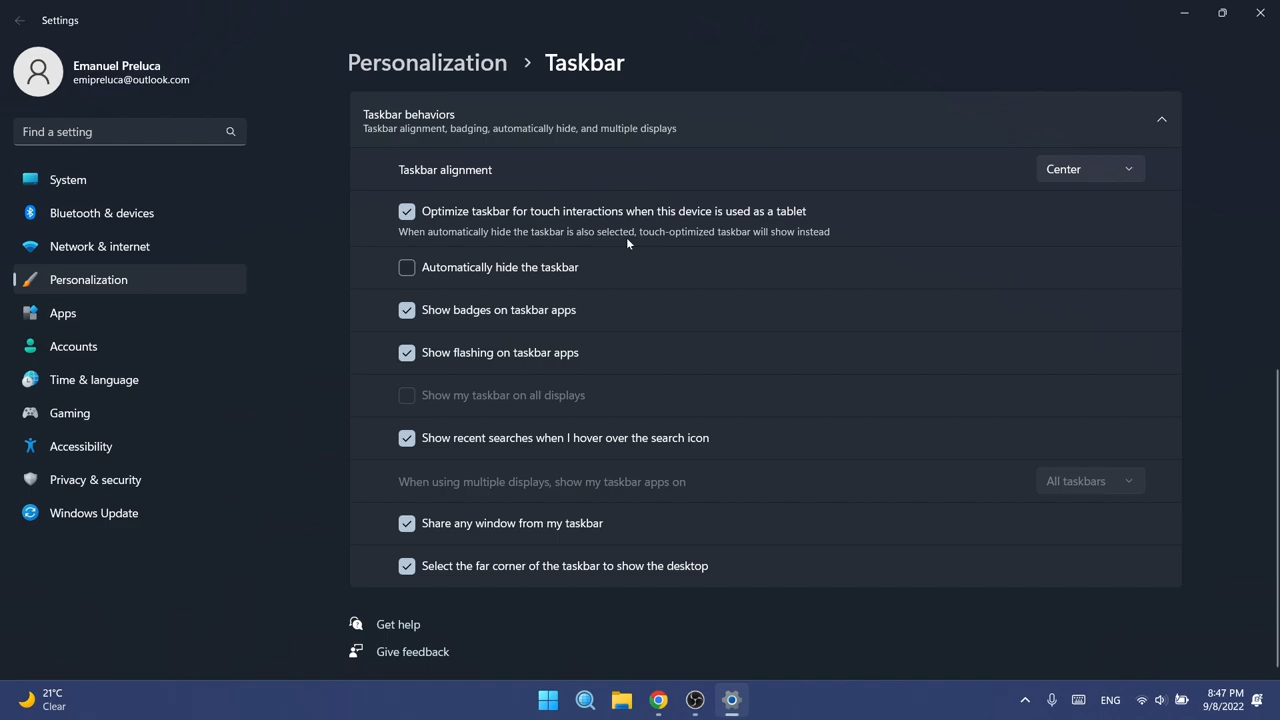 Settings
Emanuel Preluca
emipreluca@outlook.com
Find a setting
System
Bluetooth & devices
Network & internet
Personalization
Apps
Accounts
Time & language
Gaming
Accessibility
Privacy & security
Windows Update
Personalization > Taskbar
Taskbar behaviors
Taskbar alignment, badging, automatically hide, and multiple displays
Taskbar alignment
Center
Optimize taskbar for touch interactions when this device is used as a tablet
When automatically hide the taskbar is also selected, touch-optimized taskbar will show instead
Automatically hide the taskbar
Show badges on taskbar apps
Show flashing on taskbar apps
Show my taskbar on all displays
Show recent searches when I hover over the search icon
When using multiple displays, show my taskbar apps on
All taskbars
Share any window from my taskbar
Select the far corner of the taskbar to show the desktop
Get help
Give feedback
21°C
Clear
ENG
8:47 PM
9/8/2022